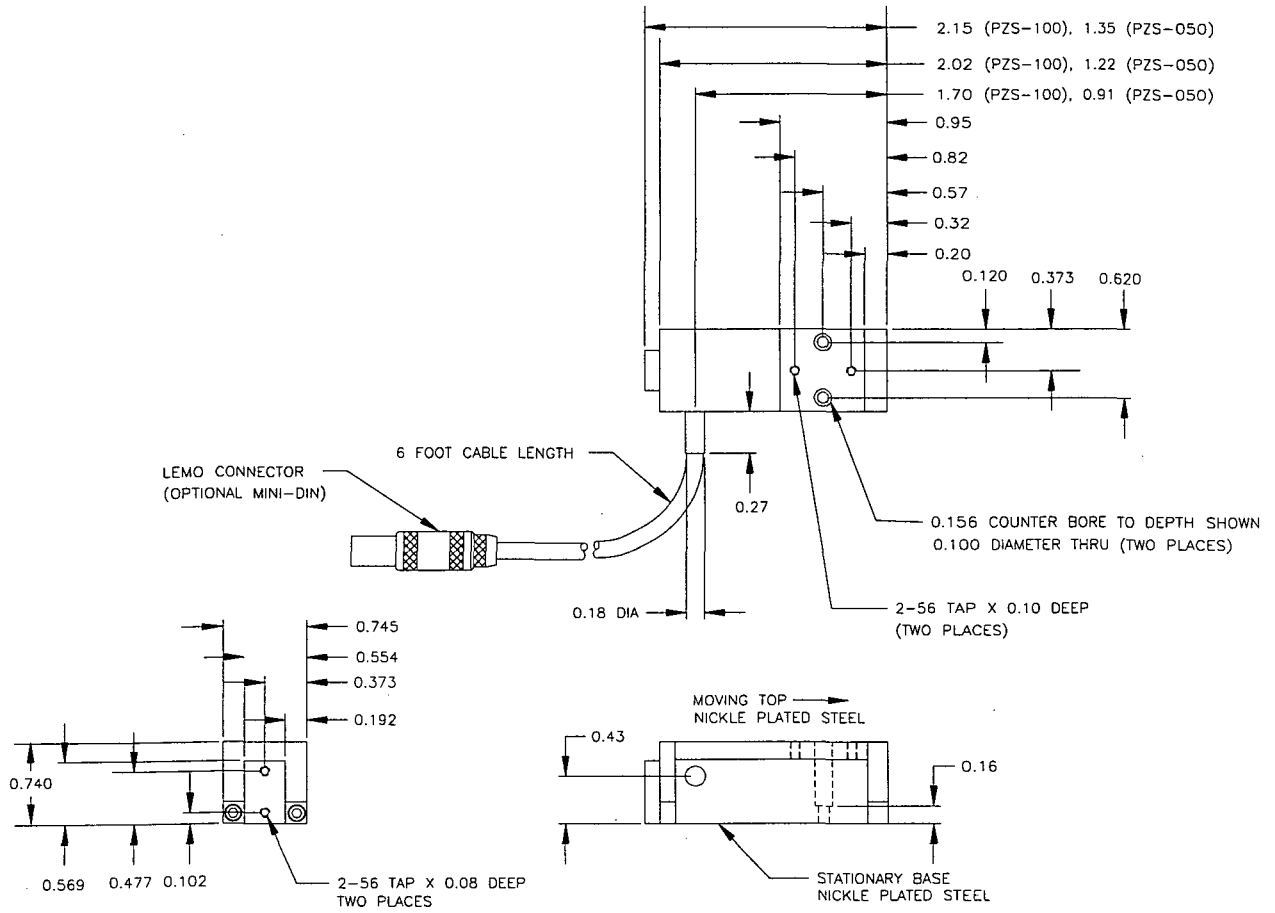 2.15 (PZS-100), 1.35 (PZS-050)
2.02 (PZS-100), 1.22 (PZS-050)
1.70 (PZS-100), 0.91 (PZS-050)
0.95
0.82
0.57
0.32
0.20
0.120 0.373 0.620
6 FOOT CABLE LENGTH
LEMO CONNECTOR
(OPTIONAL MINI-DIN)
0.27
0.156 COUNTER BORE TO DEPTH SHOWN
0.100 DIAMETER THRU (TWO PLACES)
0.18 DIA
2-56 TAP X 0.10 DEEP
(TWO PLACES)
0.745
0.554
0.373
0.192
0.740
0.569 0.477 0.102
2-56 TAP X 0.08 DEEP
TWO PLACES
MOVING TOP
NICKLE PLATED STEEL
0.43
0.16
STATIONARY BASE
NICKLE PLATED STEEL